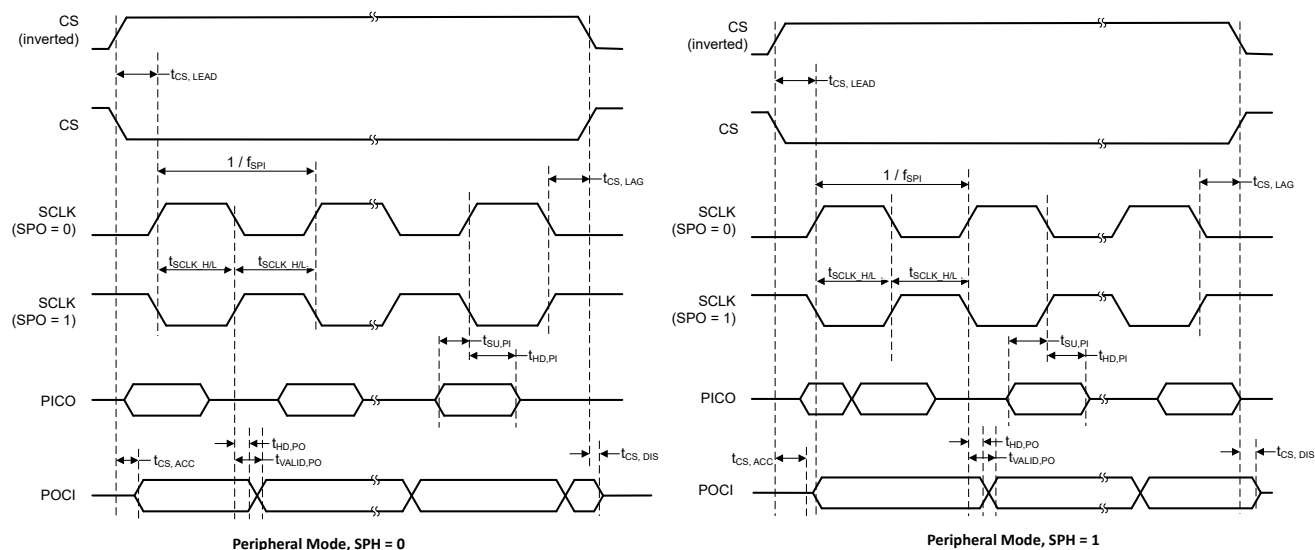 CS
(inverted)
tCS, LEAD
CS
1 / fSPI
tCS, LAG
SCLK
(SPO = 0)
tSCLK_H/L
tSCLK_H/L
SCLK
(SPO = 1)
tSU,PI
tHD,PI
PICO
tHD,PO
tCS, ACC
tVALID,PO
tCS, DIS
POCI
Peripheral Mode, SPH = 0
CS
(inverted)
tCS, LEAD
CS
1 / fSPI
tCS, LAG
SCLK
(SPO = 0)
tSCLK_H/L
tSCLK_H/L
SCLK
(SPO = 1)
tSU,PI
tHD,PI
PICO
tHD,PO
tCS, ACC
tVALID,PO
tCS, DIS
POCI
Peripheral Mode, SPH = 1